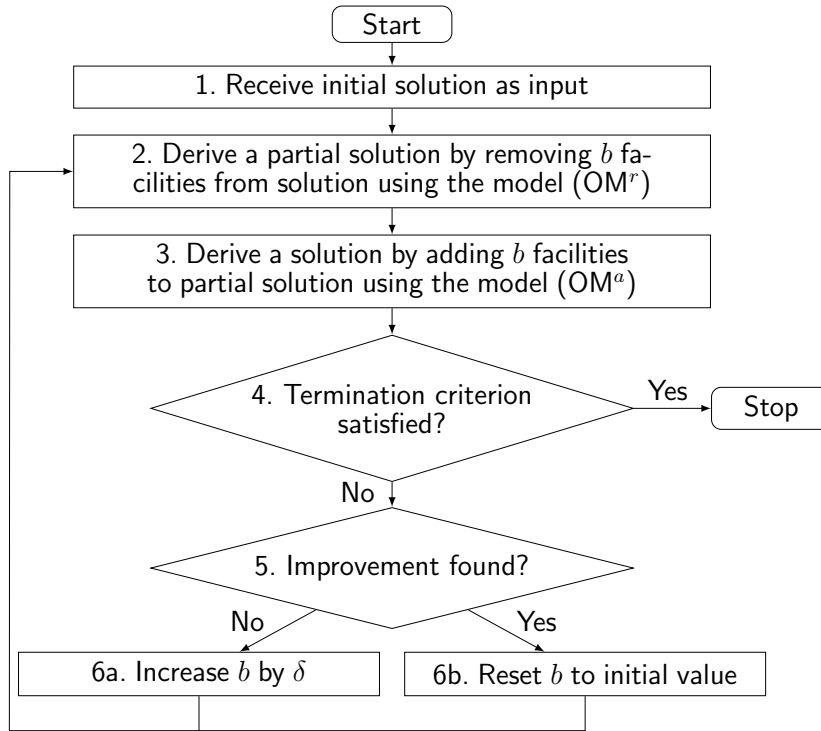 Start
1. Receive initial solution as input
2. Derive a partial solution by removing b fa-
cilities from solution using the model (OMʳ)
3. Derive a solution by adding b facilities
to partial solution using the model (OMᵃ)
4. Termination criterion
satisfied?
Yes
Stop
No
5. Improvement found?
No
Yes
6a. Increase b by δ
6b. Reset b to initial value